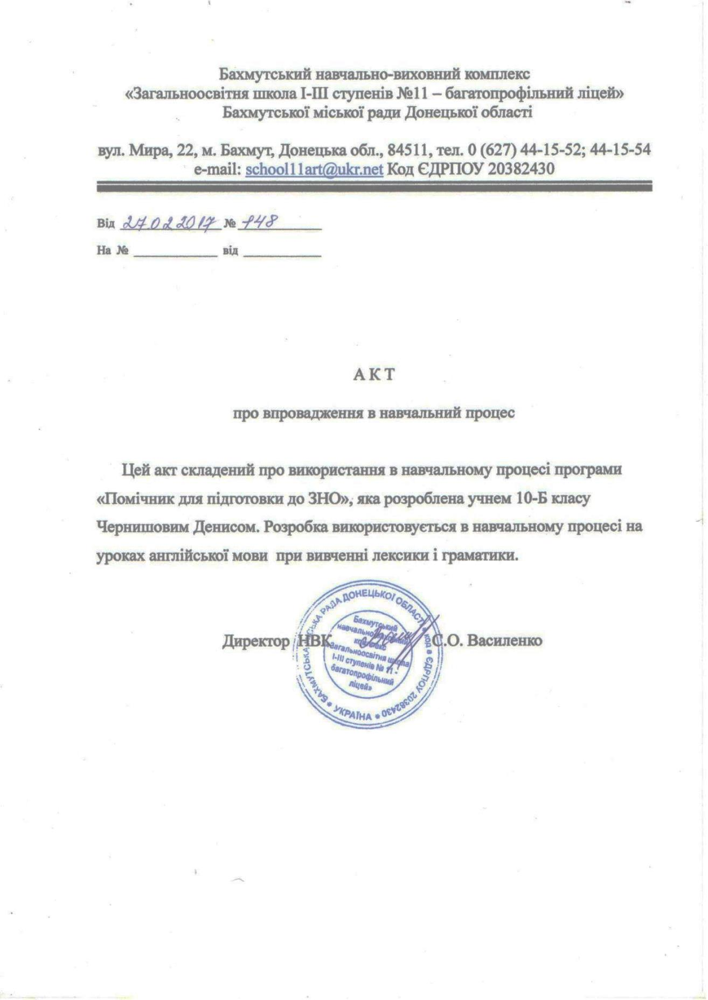 Бахмутський навчально-виховний комплекс
«Загальноосвітня школа І-ІІІ ступенів №11 – багатопрофільний ліцей»
Бахмутської міської ради Донецької області
вул. Мира, 22, м. Бахмут, Донецька обл., 84511, тел. 0 (627) 44-15-52; 44-15-54
e-mail: school11art@ukr.net Код ЄДРПОУ 20382430
Від 27.02.2017 № 148
На № ____________ від ____________
А К Т
про впровадження в навчальний процес
Цей акт складений про використання в навчальному процесі програми
«Помічник для підготовки до ЗНО», яка розроблена учнем 10-Б класу
Чернишовим Денисом. Розробка використовується в навчальному процесі на
уроках англійської мови при вивченні лексики і граматики.
Директор НВК С.О. Василенко
БАХМУТСЬКА МІСЬКА РАДА ДОНЕЦЬКОЇ ОБЛАСТІ * код в ЄДРПОУ 20382430 * УКРАЇНА *
Бахмутський
навчально-виховний
комплекс
«Загальноосвітня школа
І-ІІІ ступенів № 11 -
багатопрофільний
ліцей»